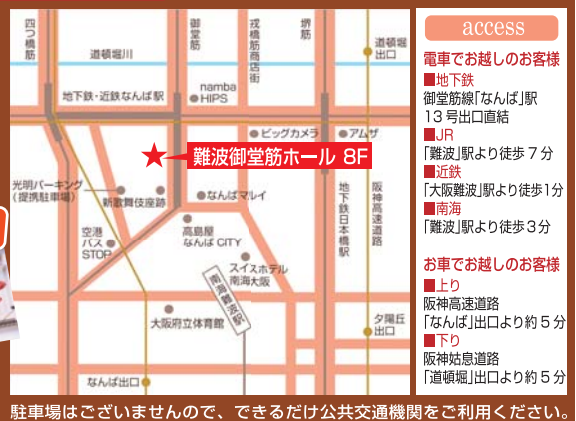 四つ橋筋
御堂筋
戎橋筋商店街
堺筋
道頓堀川
道頓堀
出口
地下鉄・近鉄なんば駅
namba
HIPS
ビッグカメラ
アムザ
難波御堂筋ホール 8F
光明パーキング
(提携駐車場)
新歌舞伎座跡
なんばマルイ
地下鉄日本橋駅
阪神高速道路
空港
バス
STOP
高島屋
なんば CITY
スイスホテル
南海大阪
南海難波駅
大阪府立体育館
夕陽丘
出口
なんば出口
access
電車でお越しのお客様
■地下鉄
御堂筋線「なんば」駅
13号出口直結
■JR
「難波」駅より徒歩7分
■近鉄
「大阪難波」駅より徒歩1分
■南海
「難波」駅より徒歩3分
お車でお越しのお客様
■上り
阪神高速道路
「なんば」出口より約5分
■下り
阪神姑息道路
「道頓堀」出口より約5分
駐車場はございませんので、できるだけ公共交通機関をご利用ください。